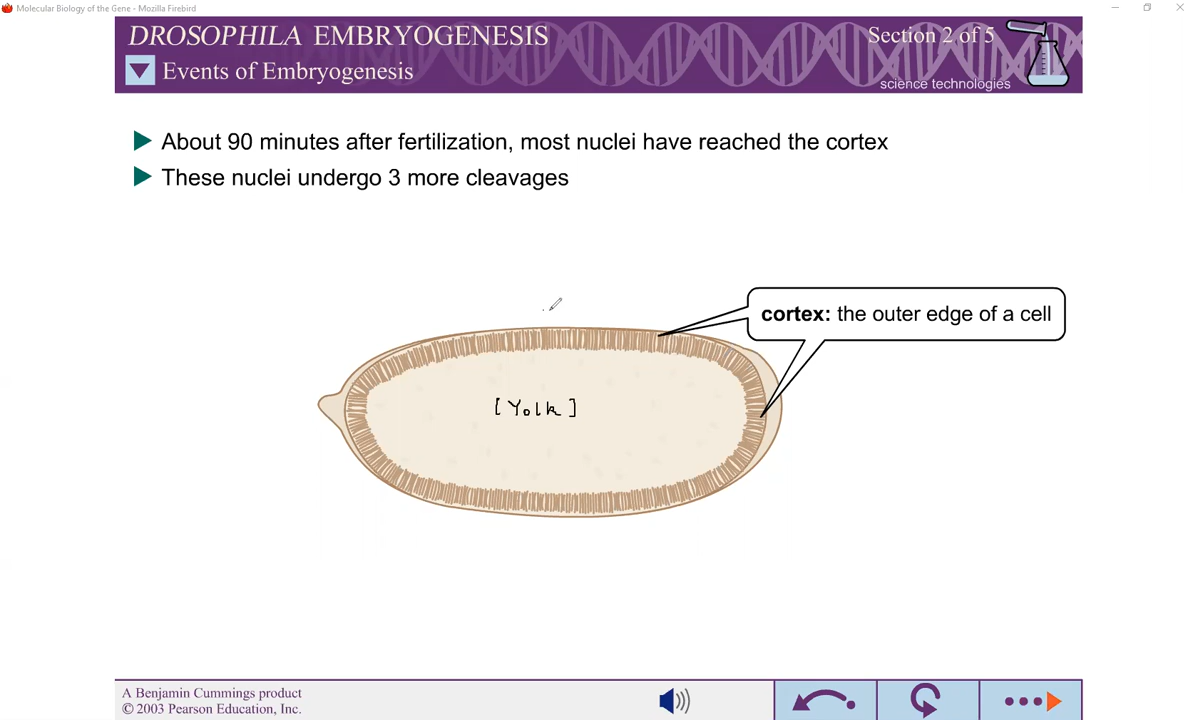 Molecular Biology of the Gene - Mozilla Firebird
DROSOPHILA EMBRYOGENESIS
Section 2 of 5
Events of Embryogenesis
science technologies
About 90 minutes after fertilization, most nuclei have reached the cortex
These nuclei undergo 3 more cleavages
cortex: the outer edge of a cell
[Yolk]
A Benjamin Cummings product
© 2003 Pearson Education, Inc.